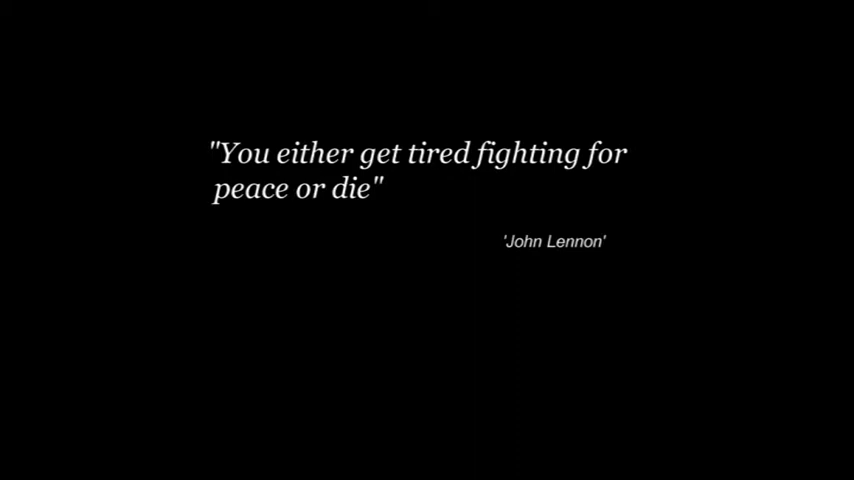 "You either get tired fighting for
peace or die"
'John Lennon'